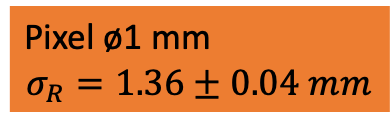 Pixel ø1 mm
σ_R = 1.36 ± 0.04 mm